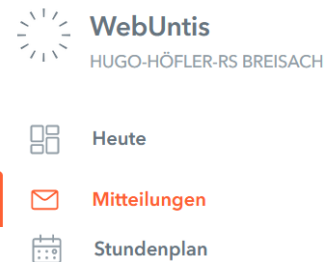 WebUntis
HUGO-HÖFLER-RS BREISACH
Heute
Mitteilungen
Stundenplan